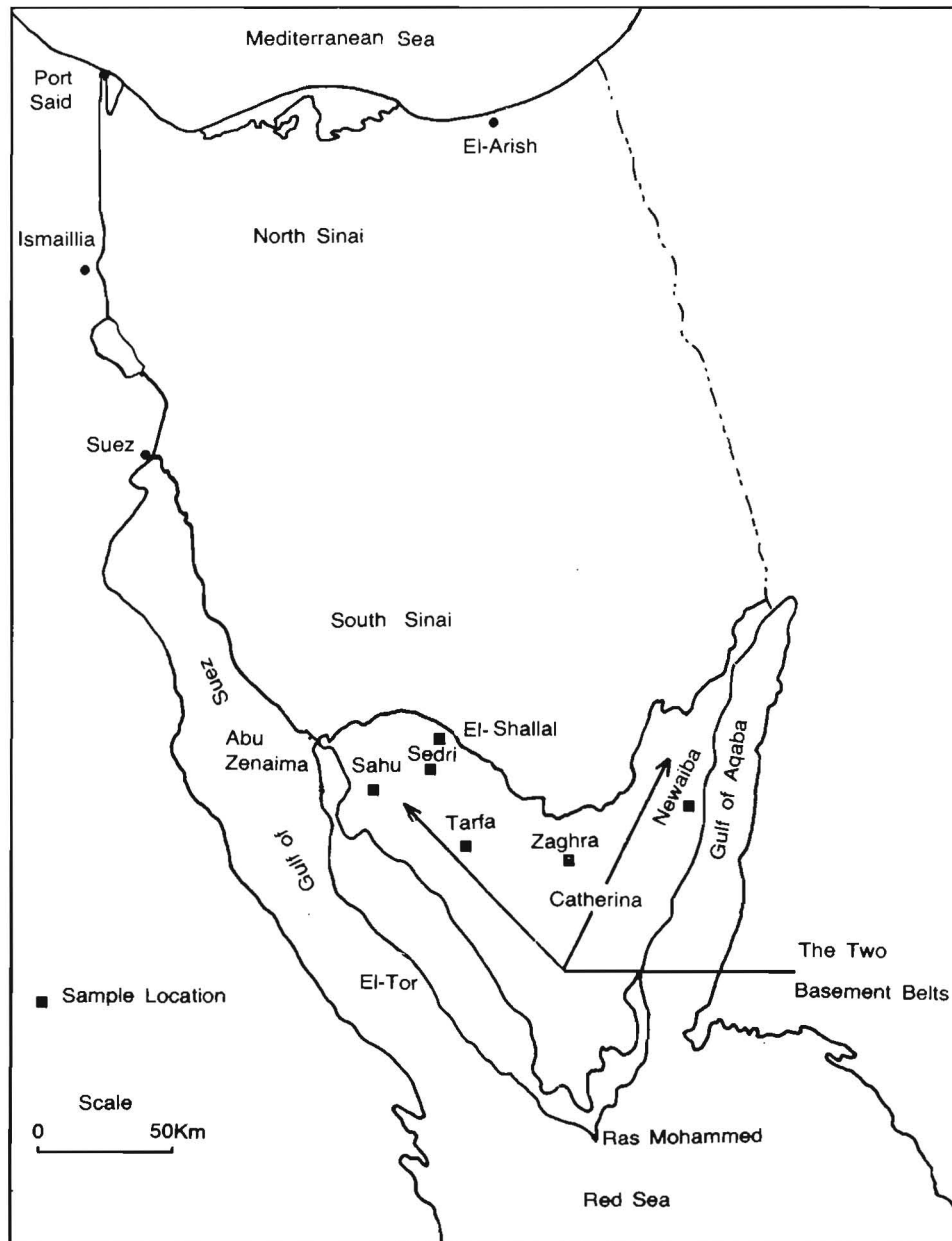 Mediterranean Sea
Port
Said
El-Arish
Ismaillia
North Sinai
Suez
South Sinai
Suez
Gulf of
Abu
Zenaima
El-Shallal
Sedri
Sahu
Tarfa
Zaghra
Newaiba
Gulf of Aqaba
Catherina
The Two
Basement Belts
El-Tor
Sample Location
Scale
0 50Km
Ras Mohammed
Red Sea